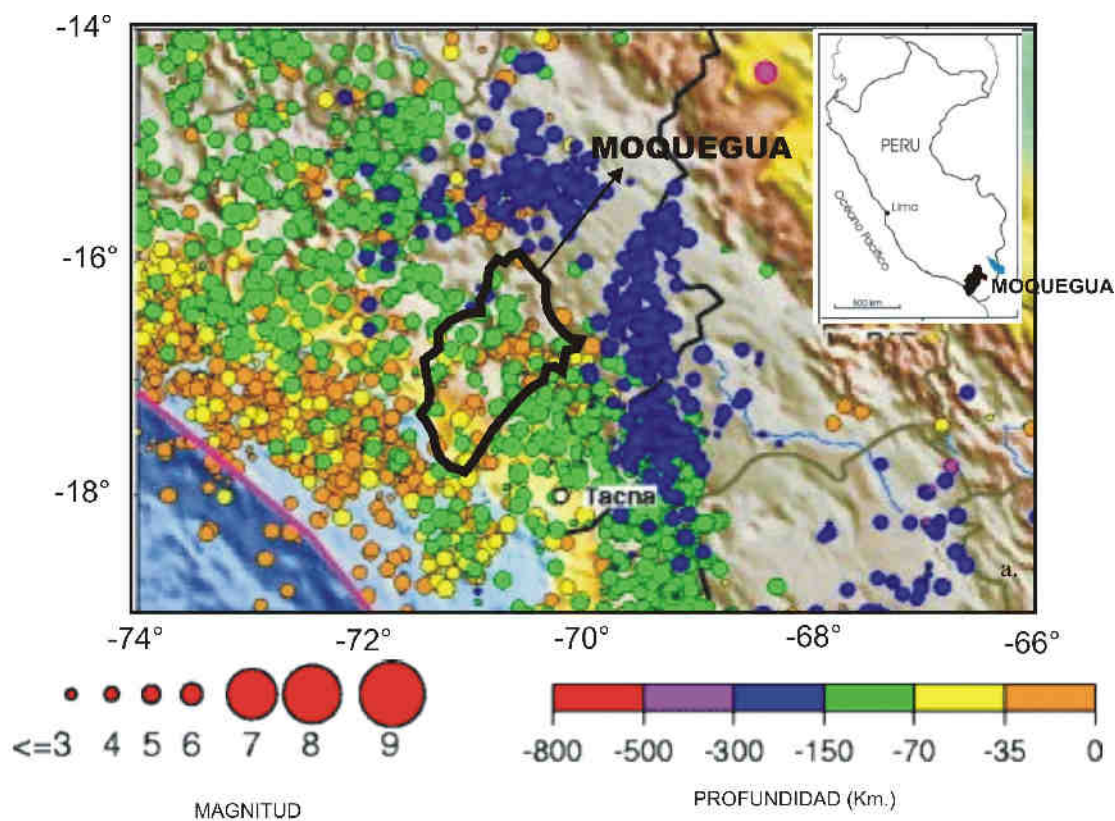 -14°
-16°
-18°
-74°
-72°
-70°
-68°
-66°
MOQUEGUA
Tacna
a.
PERU
Lima
Océano Pacífico
500 km
MOQUEGUA
<=3 4 5 6 7 8 9
MAGNITUD
-800 -500 -300 -150 -70 -35 0
PROFUNDIDAD (Km.)